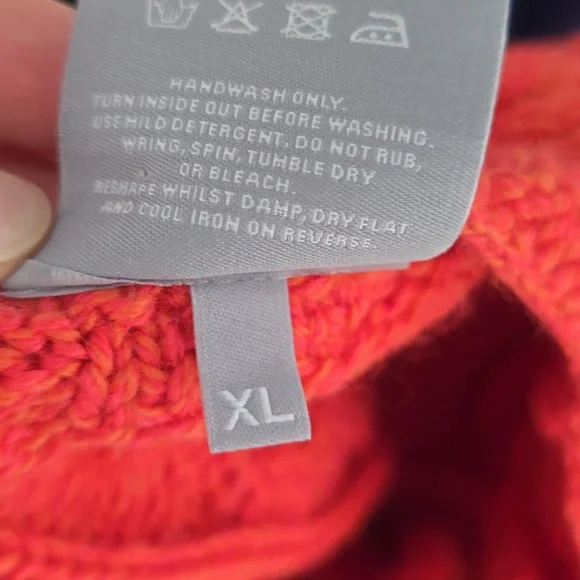 HANDWASH ONLY.
TURN INSIDE OUT BEFORE WASHING.
USE MILD DETERGENT, DO NOT RUB,
WRING, SPIN, TUMBLE DRY
OR BLEACH.
RESHAPE WHILST DAMP, DRY FLAT
AND COOL IRON ON REVERSE.
XL